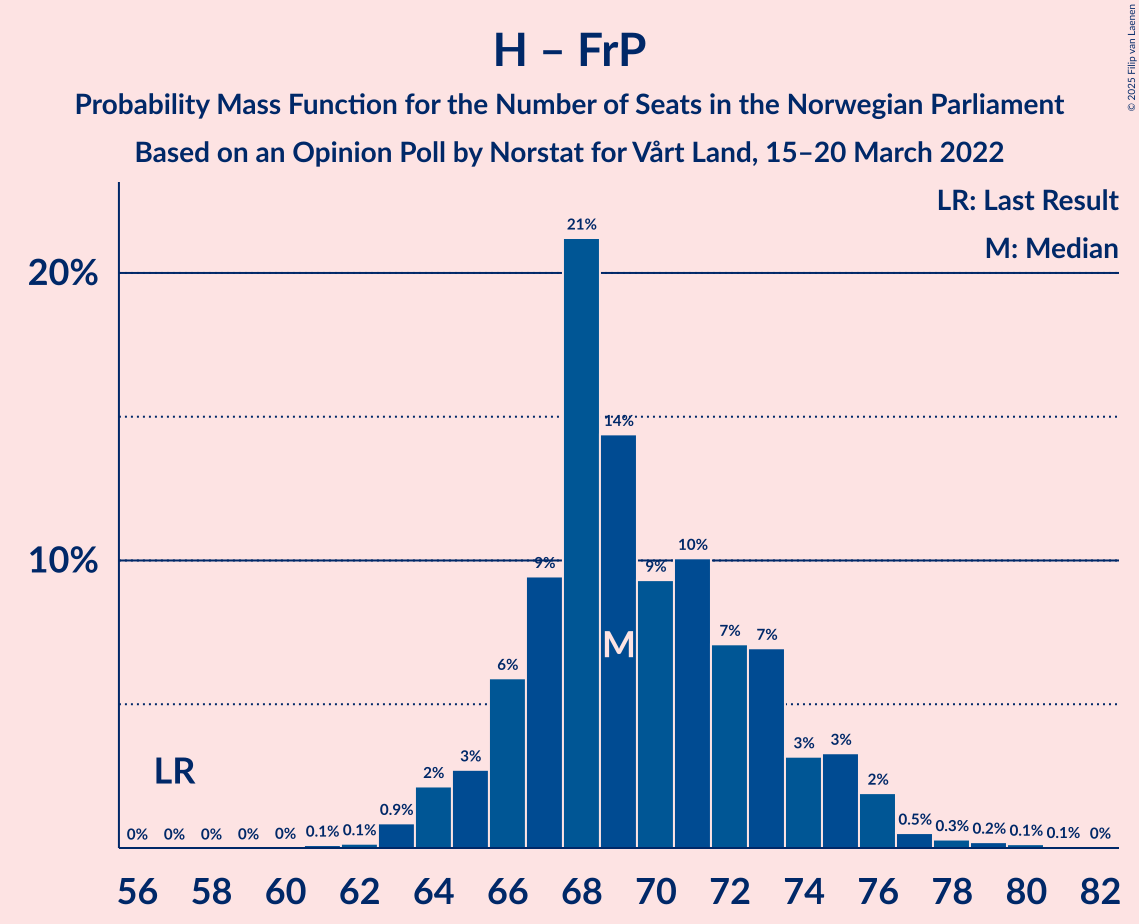 H – FrP
Probability Mass Function for the Number of Seats in the Norwegian Parliament
Based on an Opinion Poll by Norstat for Vårt Land, 15–20 March 2022
© 2025 Filip van Laenen
LR: Last Result
M: Median
20%
10%
0% 0% 0% 0% 0% 0.1% 0.1% 0.9% 2% 3% 6% 9% 21% 14% 9% 10% 7% 7% 3% 3% 2% 0.5% 0.3% 0.2% 0.1% 0.1% 0%
M
LR
56 58 60 62 64 66 68 70 72 74 76 78 80 82